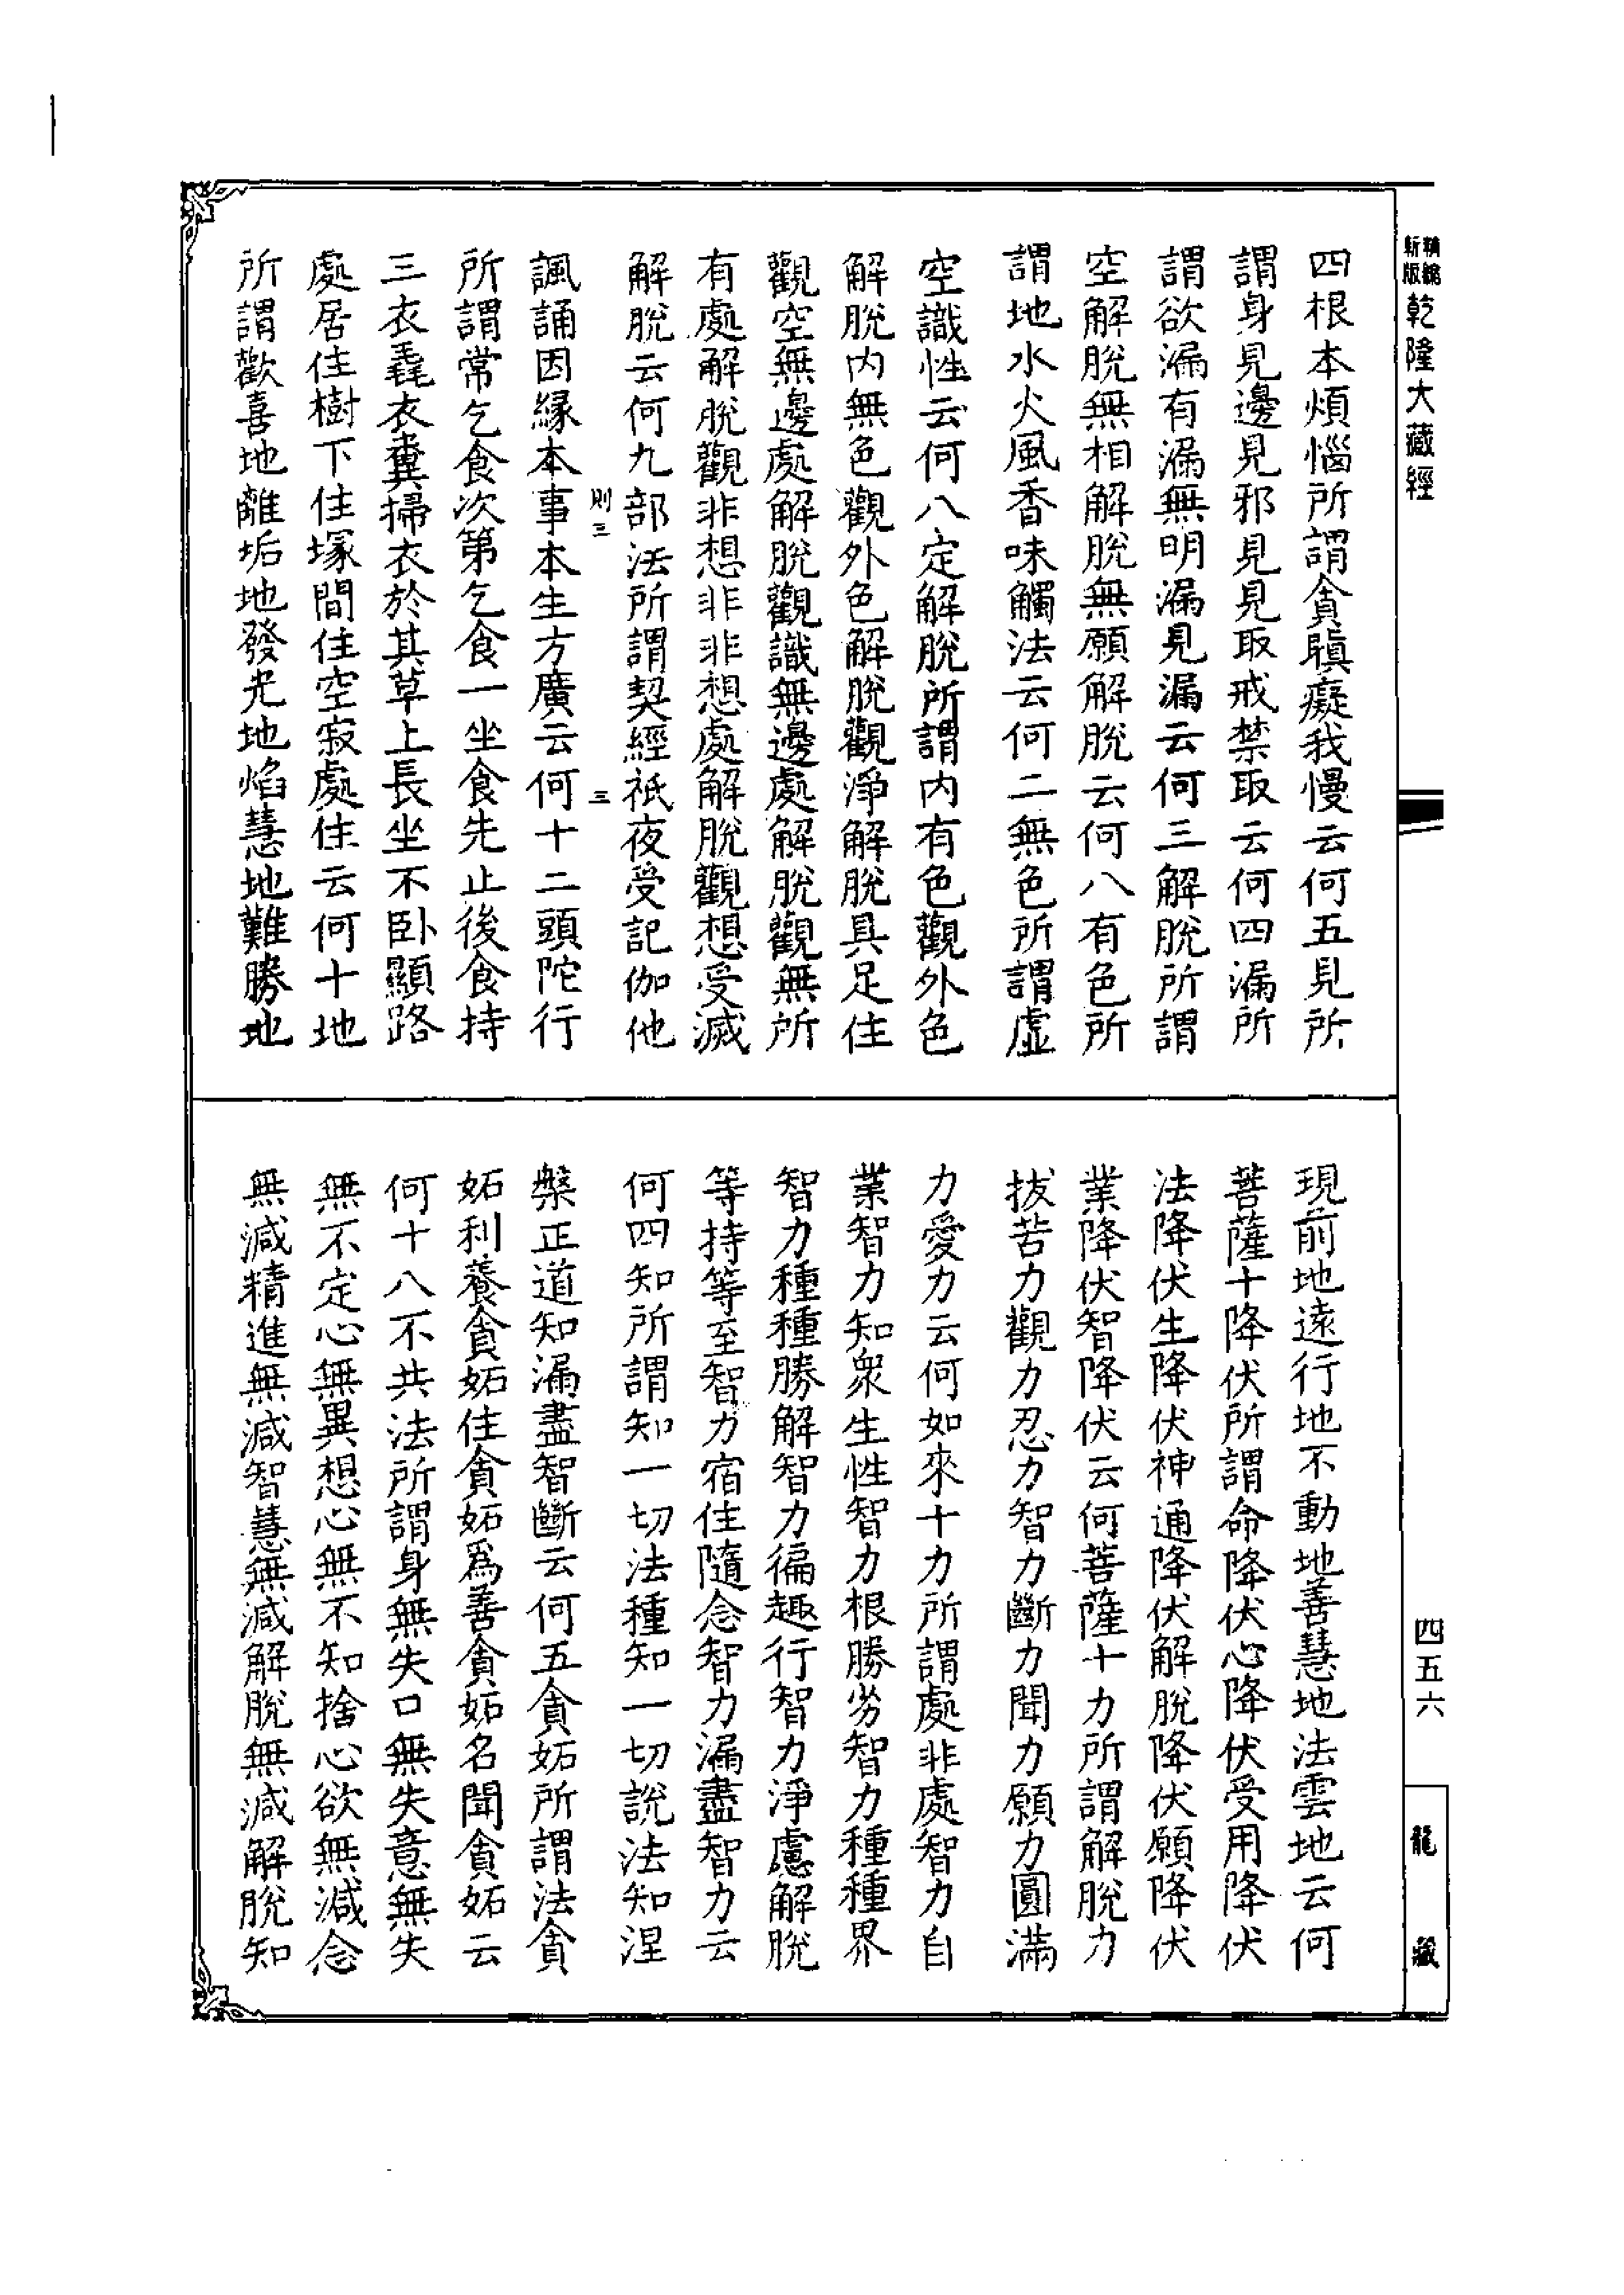 新版精縮乾隆大藏經
四根本煩惱所謂貪瞋癡我慢云何五見所
謂身見邊見邪見見取戒禁取云何四漏所
謂欲漏有漏無明漏見漏云何三解脫所謂
空解脫無相解脫無願解脫云何八有色所
謂地水火風香味觸法云何二無色所謂虛
空識性云何八定解脫所謂内有色觀外色
解脫内無色觀外色解脫觀淨解脫具足住
觀空無邊處解脫觀識無邊處解脫觀無所
有處解脫觀非想非非想處解脫觀想受滅
解脫云何九部法所謂契經祇夜受記伽他
則三
三
諷誦因緣本事本生方廣云何十二頭陀行
所謂常乞食次第乞食一坐食先止後食持
三衣毳衣糞掃衣於其草上長坐不卧顯路
處居住樹下住塚間住空寂處住云何十地
所謂歡喜地離垢地發光地焰慧地難勝地
現前地遠行地不動地善慧地法雲地云何
菩薩十降伏所謂命降伏心降伏受用降伏
法降伏生降伏神通降伏解脫降伏願降伏
業降伏智降伏云何菩薩十力所謂解脫力
拔苦力觀力忍力智力斷力聞力願力圓滿
力愛力云何如來十力所謂處非處智力自
業智力知衆生性智力根勝劣智力種種界
智力種種勝解智力徧趣行智力淨慮解脫
等持等至智力宿住隨念智力漏盡智力云
何四知所謂知一切法種知一切說法知涅
槃正道知漏盡智斷云何五貪妬所謂法貪
妬利養貪妬住貪妬爲善貪妬名聞貪妬云
何十八不共法所謂身無失口無失意無失
無不定心無異想心無不知捨心欲無減念
無減精進無減智慧無減解脫無減解脫知
四五六
龍藏